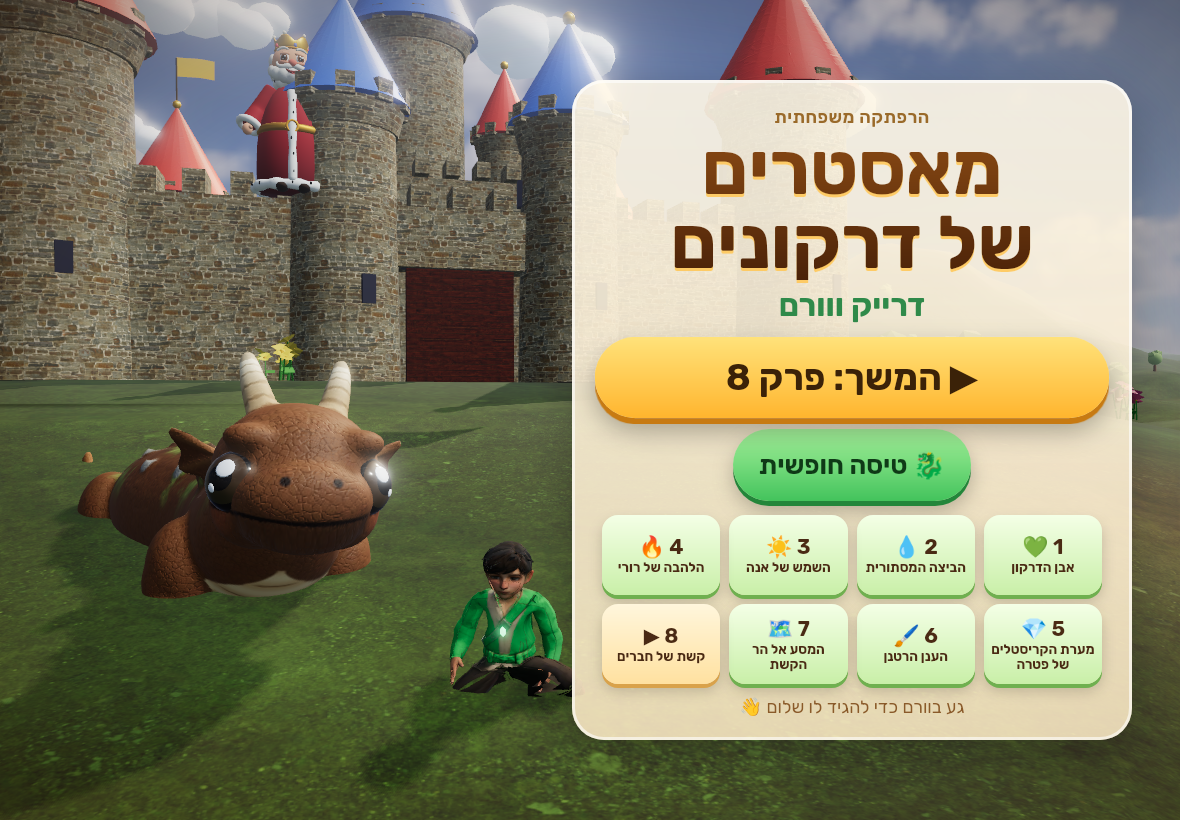 הרפתקה משפחתית
מאסטרים
של דרקונים
דרייק וווורם
▶ המשך: פרק 8
🐉 טיסה חופשית
1 💚
אבן הדרקון
2 💧
הביצה המסתורית
3 ☀️
השמש של אנה
4 🔥
הלהבה של רורי
5 💎
מערת הקריסטלים
של פטרה
6 🖌️
הענן הרטנן
7 🗺️
המסע אל הר
הקשת
8 ▶
קשת של חברים
גע בוורם כדי להגיד לו שלום 👋